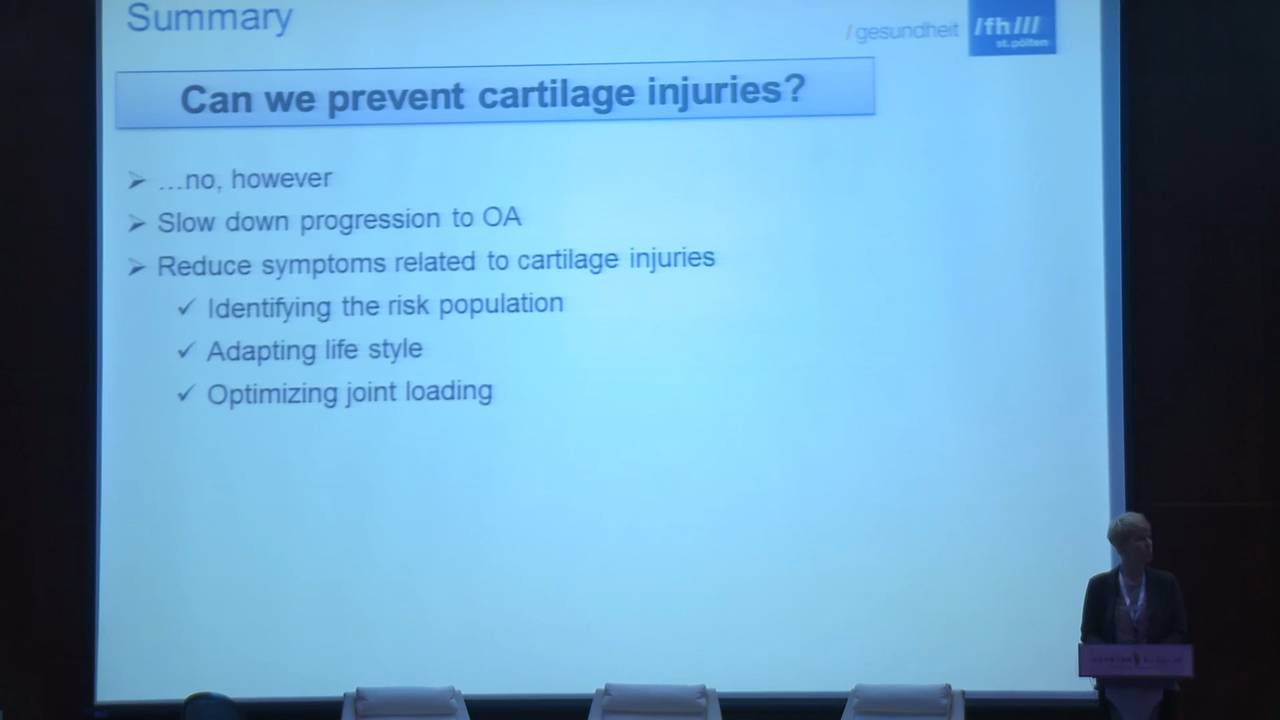 Summary
/gesundheit
/fh///
st.pölten
Can we prevent cartilage injuries?
➢ …no, however
➢ Slow down progression to OA
➢ Reduce symptoms related to cartilage injuries
✓ Identifying the risk population
✓ Adapting life style
✓ Optimizing joint loading